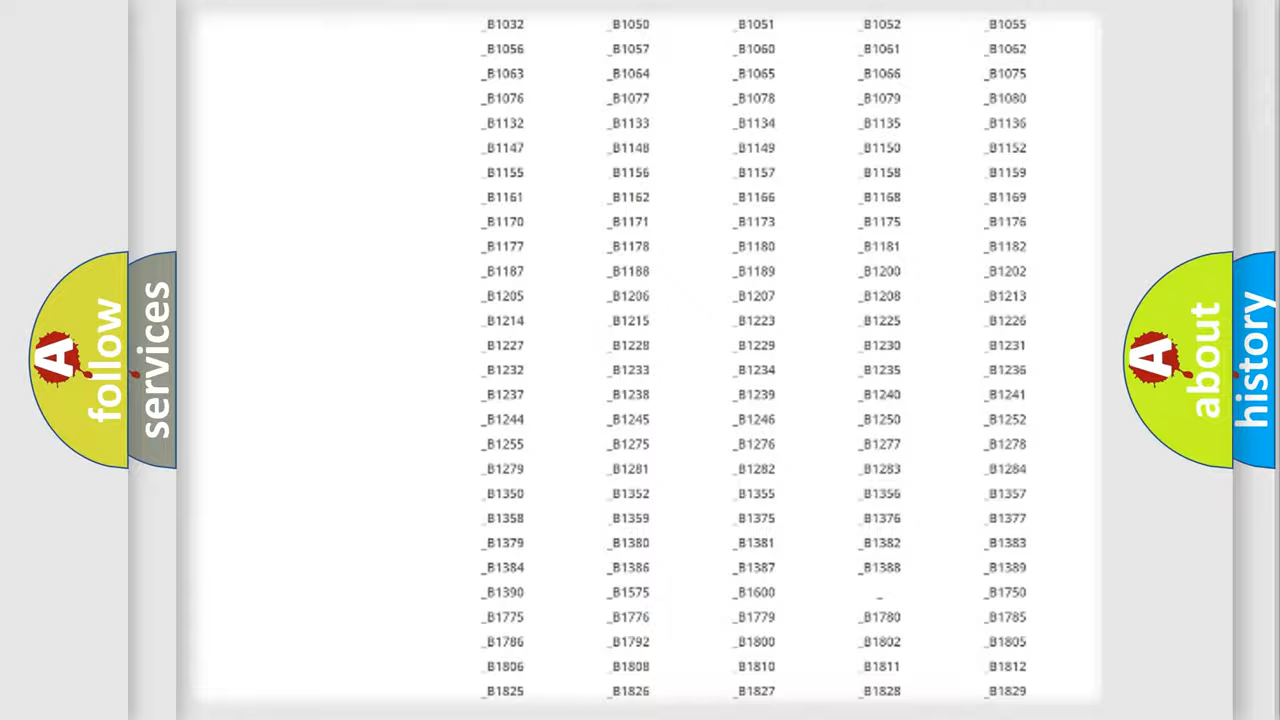 _B1032 _B1050 _B1051 _B1052 _B1055
_B1056 _B1057 _B1060 _B1061 _B1062
_B1063 _B1064 _B1065 _B1066 _B1075
_B1076 _B1077 _B1078 _B1079 _B1080
_B1132 _B1133 _B1134 _B1135 _B1136
_B1147 _B1148 _B1149 _B1150 _B1152
_B1155 _B1156 _B1157 _B1158 _B1159
_B1161 _B1162 _B1166 _B1168 _B1169
_B1170 _B1171 _B1173 _B1175 _B1176
_B1177 _B1178 _B1180 _B1181 _B1182
_B1187 _B1188 _B1189 _B1200 _B1202
_B1205 _B1206 _B1207 _B1208 _B1213
_B1214 _B1215 _B1223 _B1225 _B1226
_B1227 _B1228 _B1229 _B1230 _B1231
_B1232 _B1233 _B1234 _B1235 _B1236
_B1237 _B1238 _B1239 _B1240 _B1241
_B1244 _B1245 _B1246 _B1250 _B1252
_B1255 _B1275 _B1276 _B1277 _B1278
_B1279 _B1281 _B1282 _B1283 _B1284
_B1350 _B1352 _B1355 _B1356 _B1357
_B1358 _B1359 _B1375 _B1376 _B1377
_B1379 _B1380 _B1381 _B1382 _B1383
_B1384 _B1386 _B1387 _B1388 _B1389
_B1390 _B1575 _B1600 _ _B1750
_B1775 _B1776 _B1779 _B1780 _B1785
_B1786 _B1792 _B1800 _B1802 _B1805
_B1806 _B1808 _B1810 _B1811 _B1812
_B1825 _B1826 _B1827 _B1828 _B1829
A follow
services
A about
history